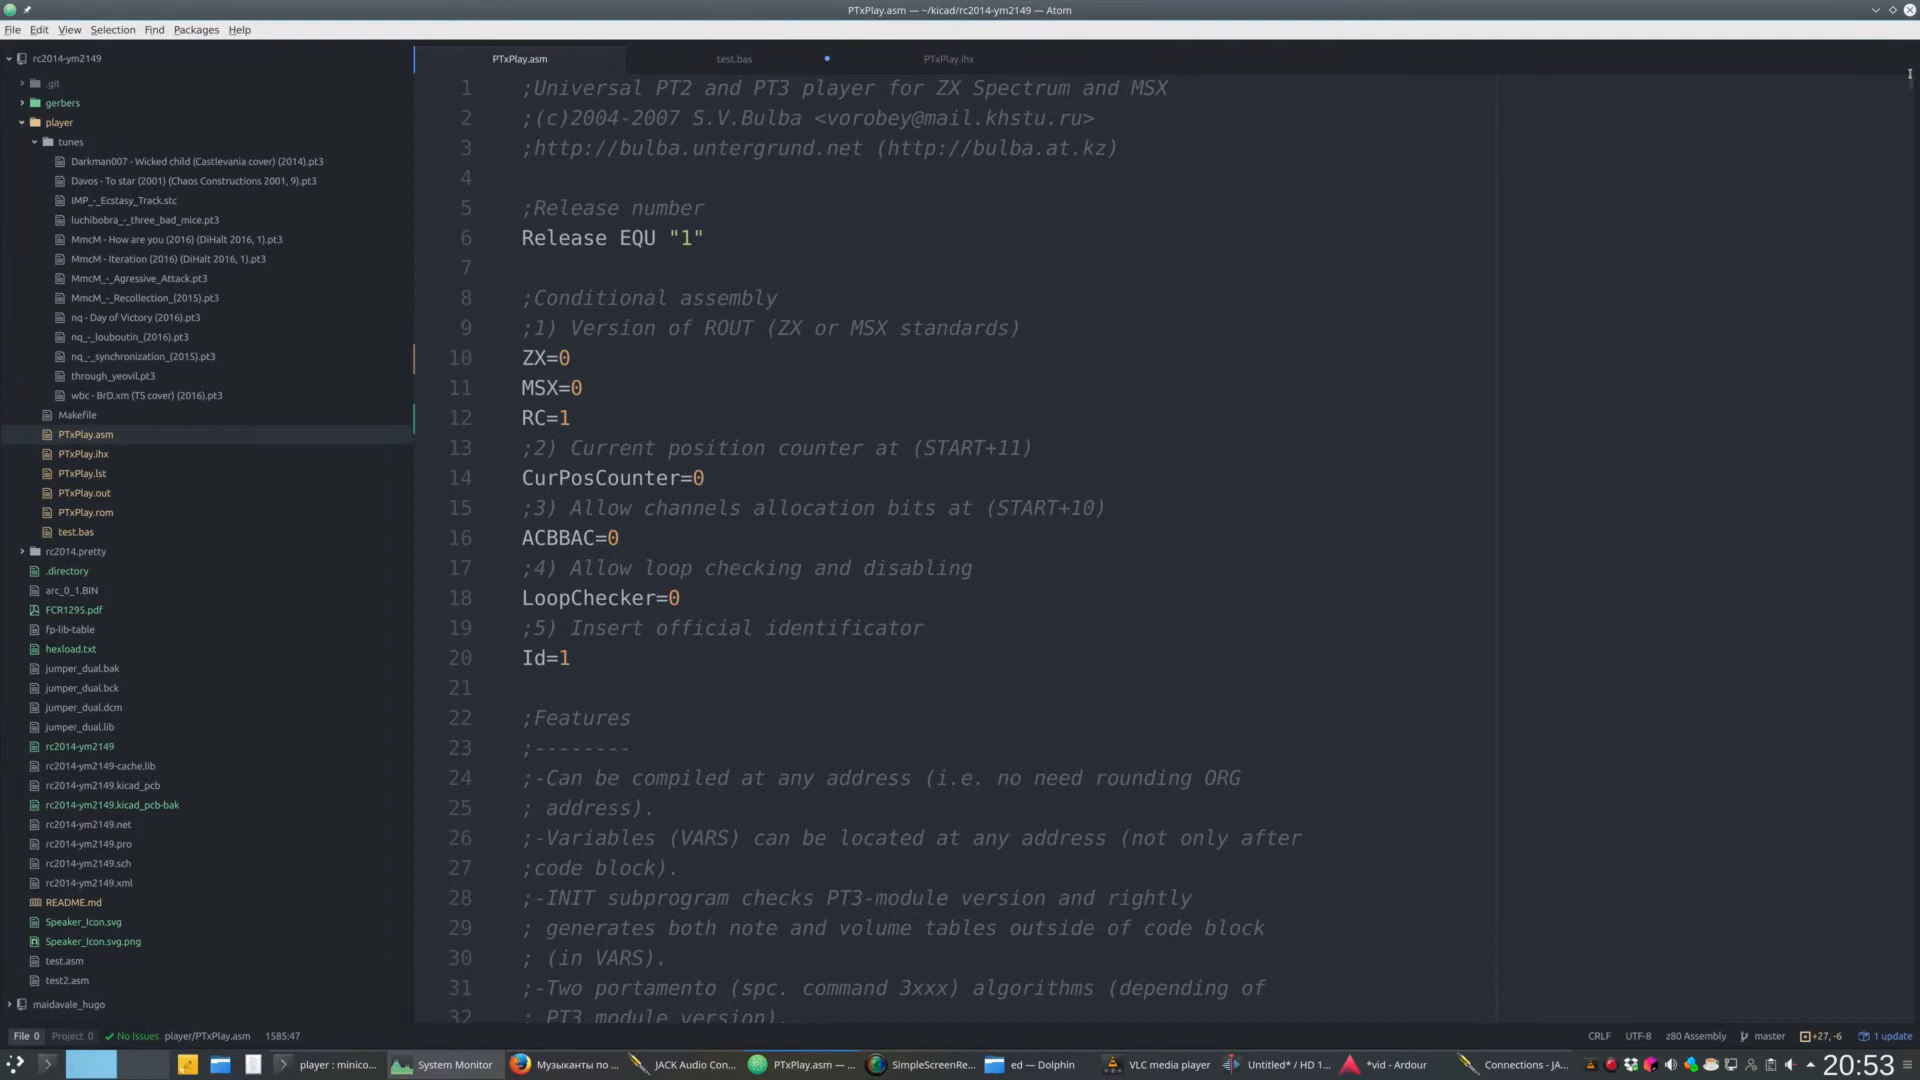 PTxPlay.asm — ~/kicad/rc2014-ym2149 — Atom
File Edit View Selection Find Packages Help
rc2014-ym2149
.git
gerbers
player
tunes
Darkman007 - Wicked child (Castlevania cover) (2014).pt3
Davos - To star (2001) (Chaos Constructions 2001, 9).pt3
IMP_-_Ecstasy_Track.stc
luchibobra_-_three_bad_mice.pt3
MmcM - How are you (2016) (DiHalt 2016, 1).pt3
MmcM - Iteration (2016) (DiHalt 2016, 1).pt3
MmcM_-_Agressive_Attack.pt3
MmcM_-_Recollection_(2015).pt3
nq - Day of Victory (2016).pt3
nq_-_louboutin_(2016).pt3
nq_-_synchronization_(2015).pt3
through_yeovil.pt3
wbc - BrD.xm (TS cover) (2016).pt3
Makefile
PTxPlay.asm
PTxPlay.ihx
PTxPlay.lst
PTxPlay.out
PTxPlay.rom
test.bas
rc2014.pretty
.directory
arc_0_1.BIN
FCR1295.pdf
fp-lib-table
hexload.txt
jumper_dual.bak
jumper_dual.bck
jumper_dual.dcm
jumper_dual.lib
rc2014-ym2149
rc2014-ym2149-cache.lib
rc2014-ym2149.kicad_pcb
rc2014-ym2149.kicad_pcb-bak
rc2014-ym2149.net
rc2014-ym2149.pro
rc2014-ym2149.sch
rc2014-ym2149.xml
README.md
Speaker_Icon.svg
Speaker_Icon.svg.png
test.asm
test2.asm
maidavale_hugo
PTxPlay.asm test.bas PTxPlay.ihx
1 ;Universal PT2 and PT3 player for ZX Spectrum and MSX
2 ;(c)2004-2007 S.V.Bulba <vorobey@mail.khstu.ru>
3 ;http://bulba.untergrund.net (http://bulba.at.kz)
4
5 ;Release number
6 Release EQU "1"
7
8 ;Conditional assembly
9 ;1) Version of ROUT (ZX or MSX standards)
10 ZX=0
11 MSX=0
12 RC=1
13 ;2) Current position counter at (START+11)
14 CurPosCounter=0
15 ;3) Allow channels allocation bits at (START+10)
16 ACBBAC=0
17 ;4) Allow loop checking and disabling
18 LoopChecker=0
19 ;5) Insert official identificator
20 Id=1
21
22 ;Features
23 ;--------
24 ;-Can be compiled at any address (i.e. no need rounding ORG
25 ; address).
26 ;-Variables (VARS) can be located at any address (not only after
27 ;code block).
28 ;-INIT subprogram checks PT3-module version and rightly
29 ; generates both note and volume tables outside of code block
30 ; (in VARS).
31 ;-Two portamento (spc. command 3xxx) algorithms (depending of
32 ; PT3 module version).
File 0 Project 0 No Issues player/PTxPlay.asm 1585:47 CRLF UTF-8 z80 Assembly master +27, -6 1 update
player : minico... System Monitor Музыканты по ... JACK Audio Con... PTxPlay.asm — ... SimpleScreenRe... ed — Dolphin VLC media player Untitled* / HD 1... *vid - Ardour Connections — JA... 20:53